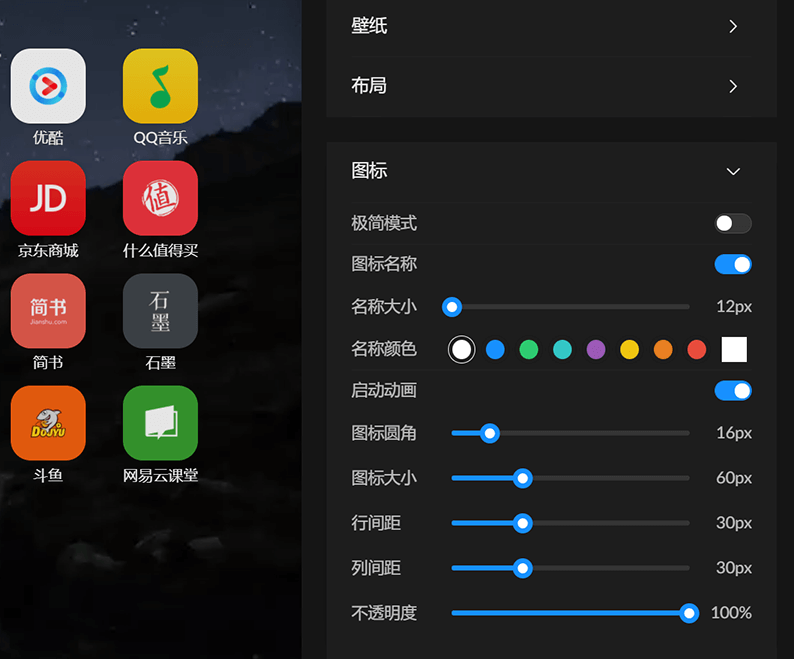 优酷
QQ音乐
JD
京东商城
值
什么值得买
简书
Jianshu.com
简书
石墨
石墨
DOUYU
斗鱼
网易云课堂
壁纸
布局
图标
极简模式
图标名称
名称大小 12px
名称颜色
启动动画
图标圆角 16px
图标大小 60px
行间距 30px
列间距 30px
不透明度 100%